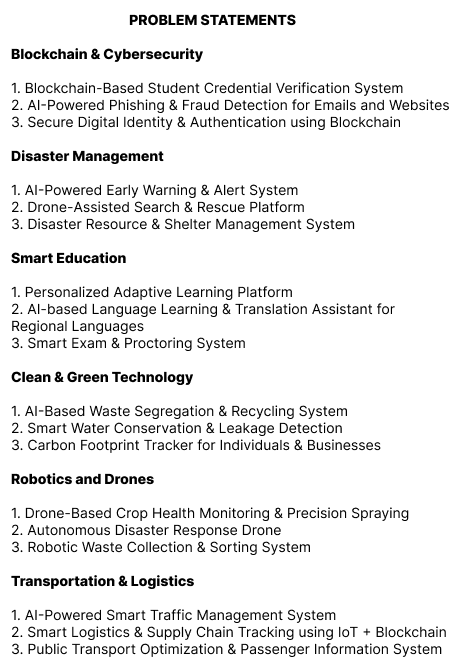 PROBLEM STATEMENTS
Blockchain & Cybersecurity
1. Blockchain-Based Student Credential Verification System
2. AI-Powered Phishing & Fraud Detection for Emails and Websites
3. Secure Digital Identity & Authentication using Blockchain
Disaster Management
1. AI-Powered Early Warning & Alert System
2. Drone-Assisted Search & Rescue Platform
3. Disaster Resource & Shelter Management System
Smart Education
1. Personalized Adaptive Learning Platform
2. AI-based Language Learning & Translation Assistant for
Regional Languages
3. Smart Exam & Proctoring System
Clean & Green Technology
1. AI-Based Waste Segregation & Recycling System
2. Smart Water Conservation & Leakage Detection
3. Carbon Footprint Tracker for Individuals & Businesses
Robotics and Drones
1. Drone-Based Crop Health Monitoring & Precision Spraying
2. Autonomous Disaster Response Drone
3. Robotic Waste Collection & Sorting System
Transportation & Logistics
1. AI-Powered Smart Traffic Management System
2. Smart Logistics & Supply Chain Tracking using IoT + Blockchain
3. Public Transport Optimization & Passenger Information System